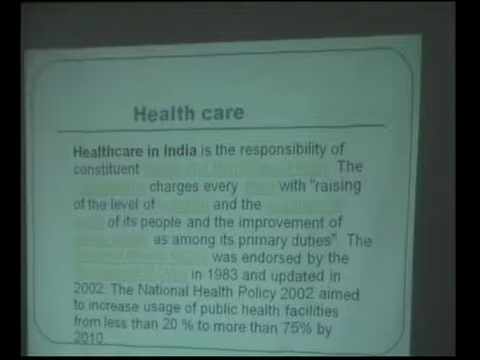 Health care
Healthcare in India is the responsibility of
constituent The
charges every with "raising
of the level of and the
of its people and the improvement of
as among its primary duties". The
was endorsed by the
in 1983 and updated in
2002. The National Health Policy 2002 aimed
to increase usage of public health facilities
from less than 20 % to more than 75% by
2010